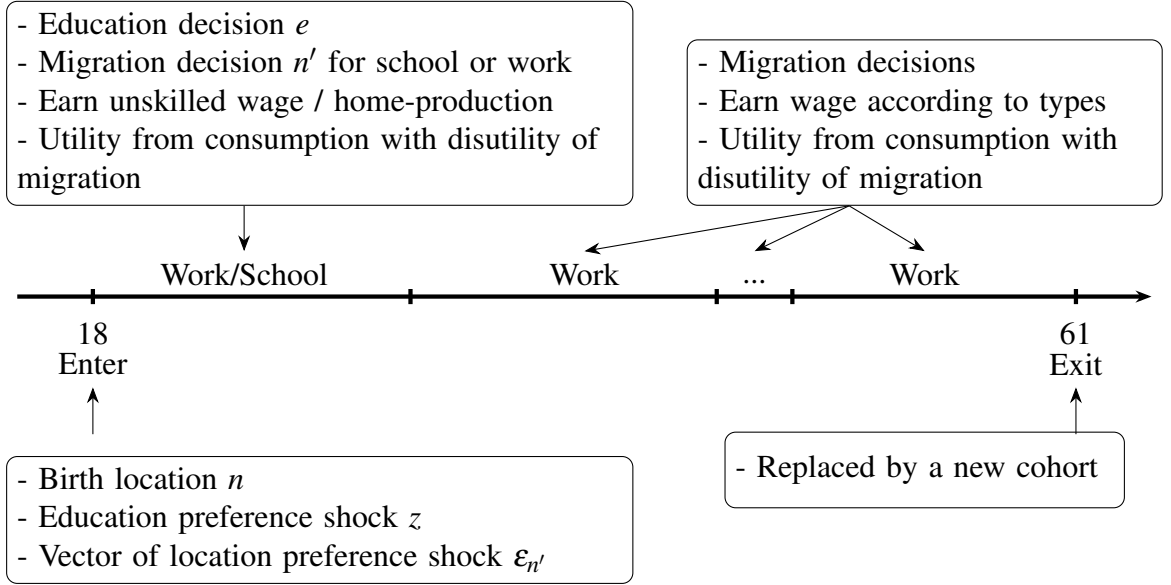 - Education decision e
- Migration decision n′ for school or work
- Earn unskilled wage / home-production
- Utility from consumption with disutility of
migration
- Migration decisions
- Earn wage according to types
- Utility from consumption with
disutility of migration
Work/School
Work
...
Work
18
Enter
61
Exit
- Birth location n
- Education preference shock z
- Vector of location preference shock εn′
- Replaced by a new cohort